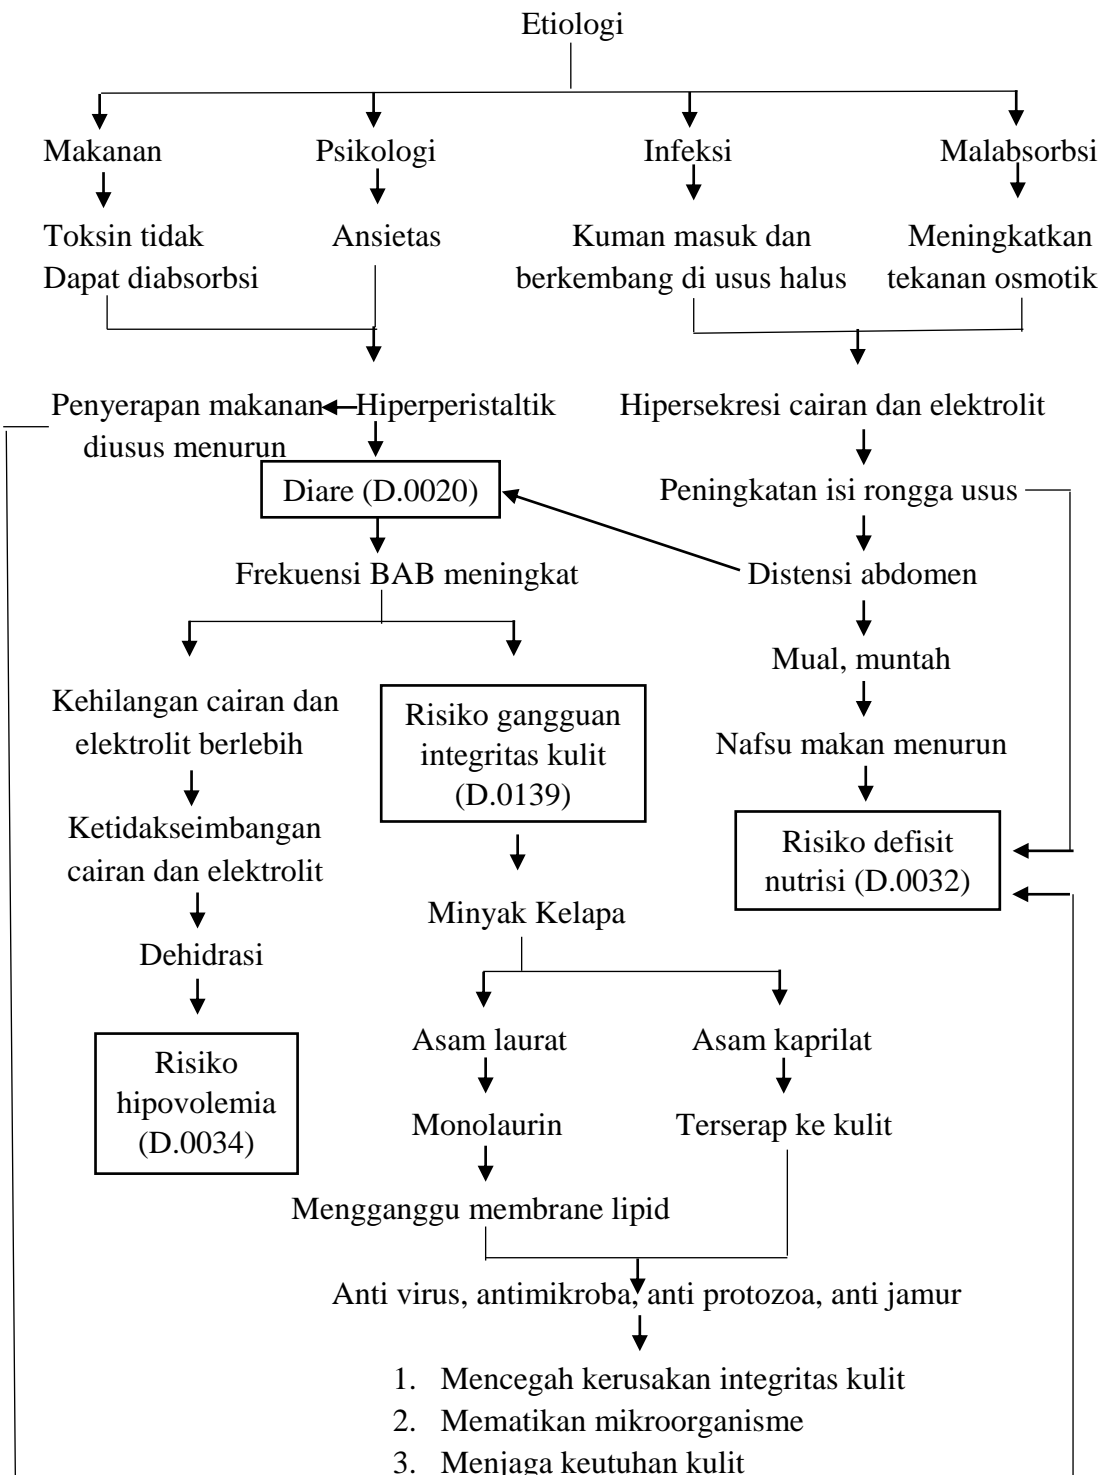 Etiologi
Makanan
Psikologi
Infeksi
Malabsorbsi
Toksin tidak
Dapat diabsorbsi
Ansietas
Kuman masuk dan
berkembang di usus halus
Meningkatkan
tekanan osmotik
Penyerapan makanan
diusus menurun
Hiperperistaltik
Hipersekresi cairan dan elektrolit
Diare (D.0020)
Peningkatan isi rongga usus
Frekuensi BAB meningkat
Distensi abdomen
Mual, muntah
Kehilangan cairan dan
elektrolit berlebih
Risiko gangguan
integritas kulit
(D.0139)
Nafsu makan menurun
Ketidakseimbangan
cairan dan elektrolit
Risiko defisit
nutrisi (D.0032)
Minyak Kelapa
Dehidrasi
Asam laurat
Asam kaprilat
Risiko
hipovolemia
(D.0034)
Monolaurin
Terserap ke kulit
Mengganggu membrane lipid
Anti virus, antimikroba, anti protozoa, anti jamur
1. Mencegah kerusakan integritas kulit
2. Mematikan mikroorganisme
3. Menjaga keutuhan kulit